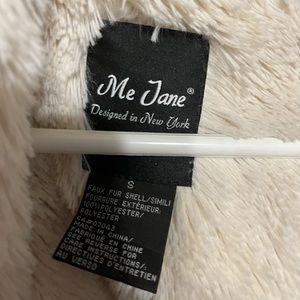 Me Jane®
Designed in New York
S
FAUX FUR SHELL/SIMILI
FOURRURE EXTÉRIEUR:
100%POLYESTER/
POLYESTER
MADE IN CHINA/
FABRIQUÉ EN CHINE
SEE REVERSE FOR
CARE INSTRUCTIONS/:
DIRECTIVES D'ENTRETIEN
AU VERSO